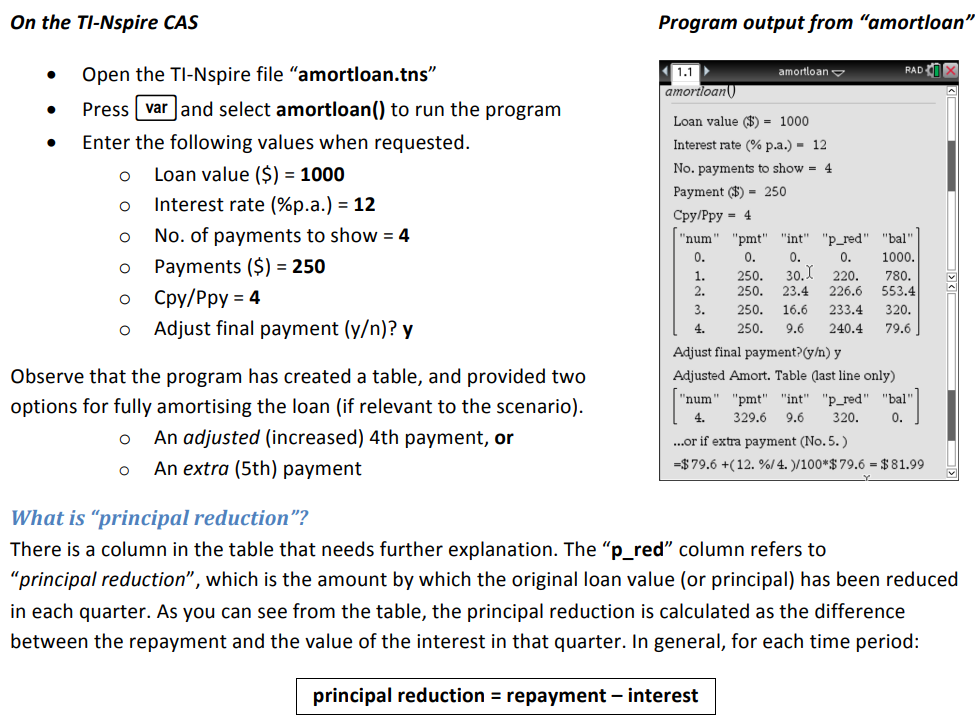 On the TI-Nspire CAS
Program output from “amortloan”
• Open the TI-Nspire file “amortloan.tns”
• Press var and select amortloan() to run the program
• Enter the following values when requested.
o Loan value ($) = 1000
o Interest rate (%p.a.) = 12
o No. of payments to show = 4
o Payments ($) = 250
o Cpy/Ppy = 4
o Adjust final payment (y/n)? y
Observe that the program has created a table, and provided two
options for fully amortising the loan (if relevant to the scenario).
o An adjusted (increased) 4th payment, or
o An extra (5th) payment
1.1 amortloan RAD
amortloan()
Loan value ($) = 1000
Interest rate (% p.a.) = 12
No. payments to show = 4
Payment ($) = 250
Cpy/Ppy = 4
"num" "pmt" "int" "p_red" "bal"
0. 0. 0. 0. 1000.
1. 250. 30. 220. 780.
2. 250. 23.4 226.6 553.4
3. 250. 16.6 233.4 320.
4. 250. 9.6 240.4 79.6
Adjust final payment?(y/n) y
Adjusted Amort. Table (last line only)
"num" "pmt" "int" "p_red" "bal"
4. 329.6 9.6 320. 0.
...or if extra payment (No. 5. )
=$ 79.6 +(12. %/4. )/100*$ 79.6 = $ 81.99
What is “principal reduction”?
There is a column in the table that needs further explanation. The “p_red” column refers to
“principal reduction”, which is the amount by which the original loan value (or principal) has been reduced
in each quarter. As you can see from the table, the principal reduction is calculated as the difference
between the repayment and the value of the interest in that quarter. In general, for each time period:
principal reduction = repayment – interest